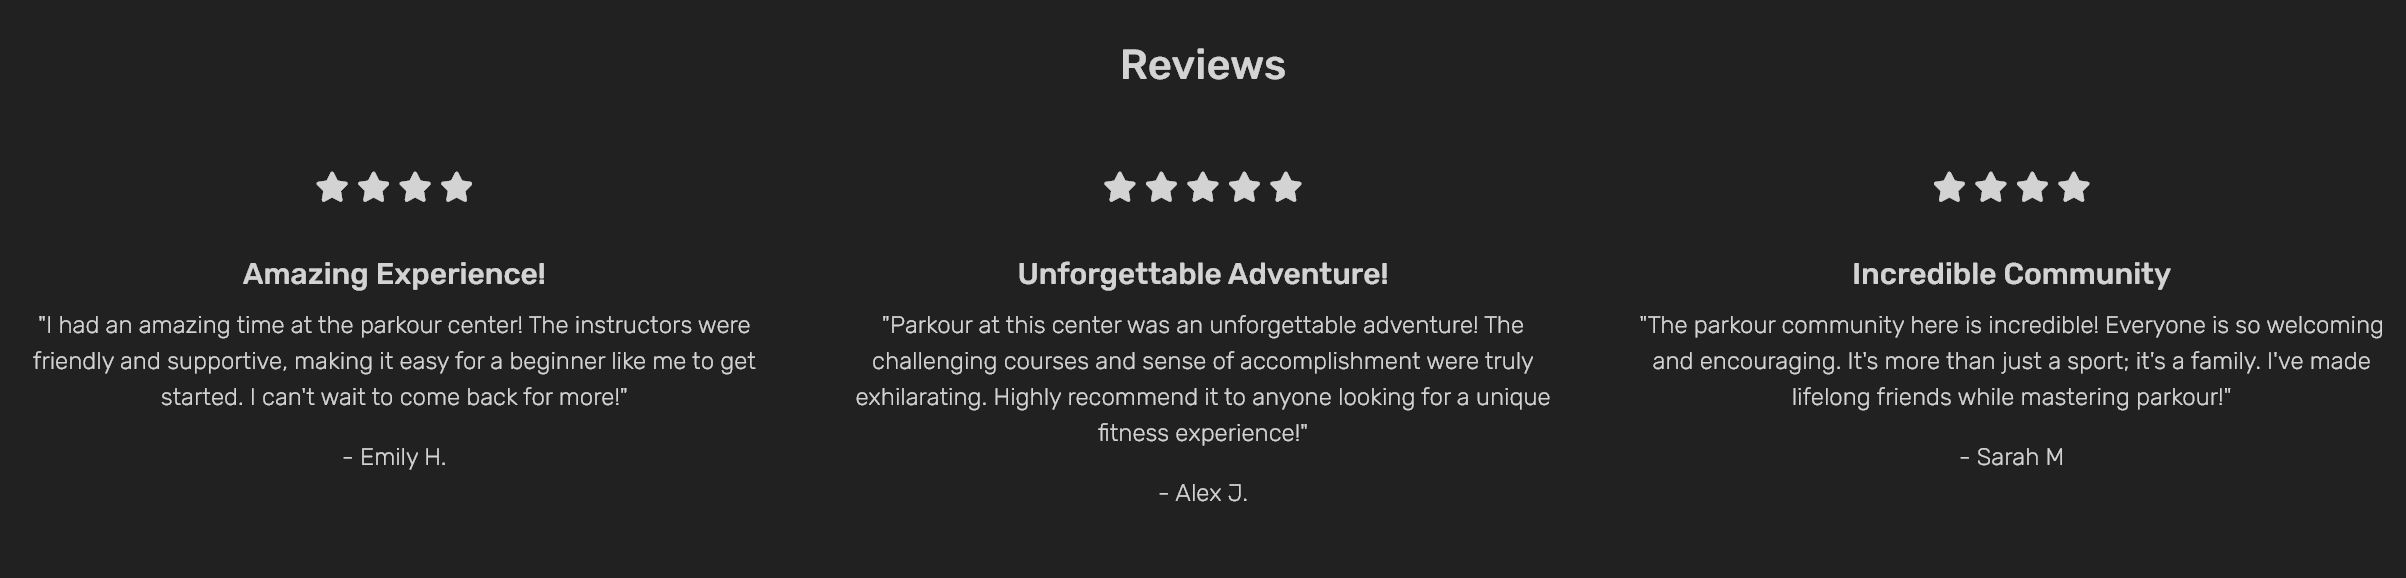 Reviews
Amazing Experience!
"I had an amazing time at the parkour center! The instructors were
friendly and supportive, making it easy for a beginner like me to get
started. I can't wait to come back for more!"
- Emily H.
Unforgettable Adventure!
"Parkour at this center was an unforgettable adventure! The
challenging courses and sense of accomplishment were truly
exhilarating. Highly recommend it to anyone looking for a unique
fitness experience!"
- Alex J.
Incredible Community
"The parkour community here is incredible! Everyone is so welcoming
and encouraging. It's more than just a sport; it's a family. I've made
lifelong friends while mastering parkour!"
- Sarah M